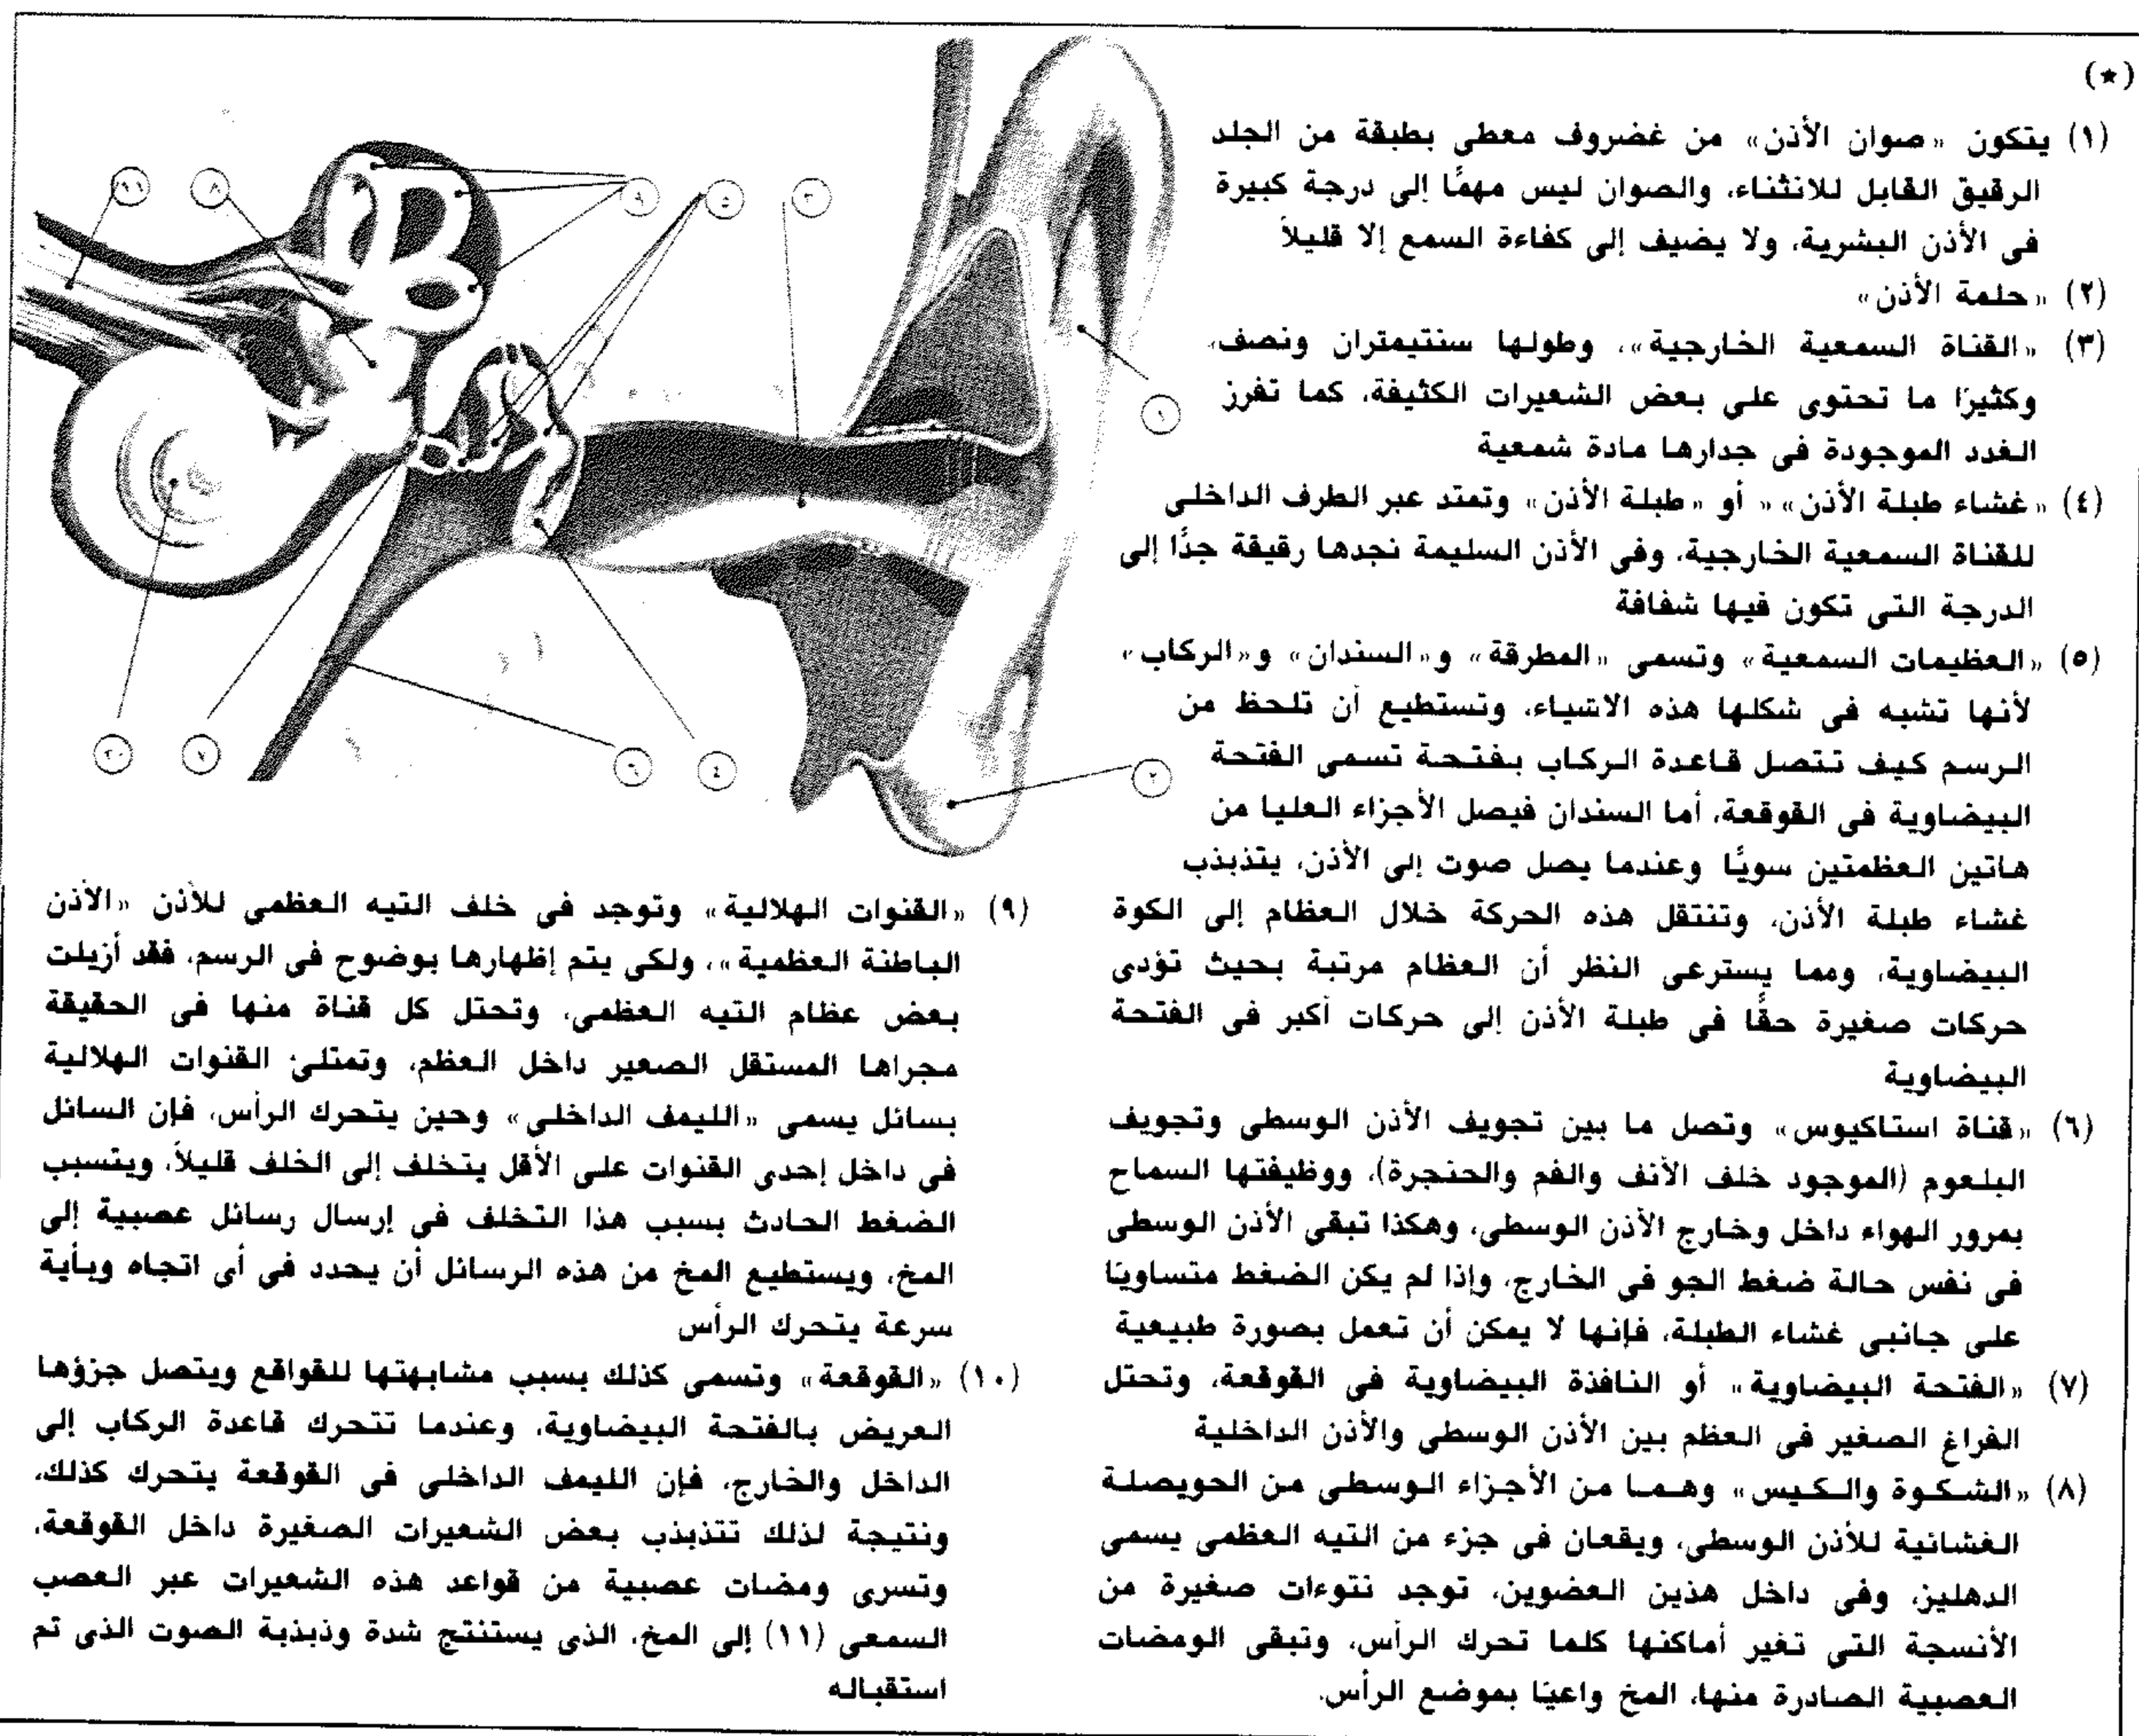 (★)
(١) يتكون «صوان الأذن» من غضروف معطى بطبقة من الجلد
الرقيق القابل للانثناء، والصوان ليس مهمًا إلى درجة كبيرة
فى الأذن البشرية، ولا يضيف إلى كفاءة السمع إلا قليلاً
(٢) «حلمة الأذن»
(٣) «القناة السمعية الخارجية»، وطولها سنتيمتران ونصف،
وكثيرًا ما تحتوى على بعض الشعيرات الكثيفة، كما تفرز
الغدد الموجودة فى جدارها مادة شمعية
(٤) «غشاء طبلة الأذن» « أو «طبلة الأذن» وتمتد عبر الطرف الداخلى
للقناة السمعية الخارجية، وفى الأذن السليمة نجدها رقيقة جدًا إلى
الدرجة التى تكون فيها شفافة
(٥) «العظيمات السمعية» وتسمى «المطرقة» و«السندان» و«الركاب»
لأنها تشبه فى شكلها هذه الاشياء، وتستطيع أن تلحظ من
الرسم كيف تتصل قاعدة الركاب بفتحة تسمى الفتحة
البيضاوية فى القوقعة، أما السندان فيصل الأجزاء العليا من
هاتين العظمتين سويًا وعندما يصل صوت إلى الأذن، يتذبذب
غشاء طبلة الأذن، وتنتقل هذه الحركة خلال العظام إلى الكوة
البيضاوية، ومما يسترعى النظر أن العظام مرتبة بحيث تؤدى
حركات صغيرة حقًا فى طبلة الأذن إلى حركات أكبر فى الفتحة
البيضاوية
(٦) «قناة استاكيوس» وتصل ما بين تجويف الأذن الوسطى وتجويف
البلعوم (الموجود خلف الأنف والفم والحنجرة)، ووظيفتها السماح
بمرور الهواء داخل وخارج الأذن الوسطى، وهكذا تبقى الأذن الوسطى
فى نفس حالة ضغط الجو فى الخارج، وإذا لم يكن الضغط متساويًا
على جانبى غشاء الطبلة، فإنها لا يمكن أن تعمل بصورة طبيعية
(٧) «الفتحة البيضاوية» أو النافذة البيضاوية فى القوقعة، وتحتل
الفراغ الصغير فى العظم بين الأذن الوسطى والأذن الداخلية
(٨) «الشكوة والكيس» وهما من الأجزاء الوسطى من الحويصلة
الغشائية للأذن الوسطى، ويقعان فى جزء من التيه العظمى يسمى
الدهليز، وفى داخل هذين العضوين، توجد نتوءات صغيرة من
الأنسجة التى تغير أماكنها كلما تحرك الرأس، وتبقى الومضات
العصبية الصادرة منها، المخ واعيًا بموضع الرأس.
(٩) «القنوات الهلالية» وتوجد فى خلف التيه العظمى للأذن «الأذن
الباطنة العظمية»، ولكى يتم إظهارها بوضوح فى الرسم، فقد أزيلت
بعض عظام التيه العظمى، وتحتل كل قناة منها فى الحقيقة
مجراها المستقل الصعير داخل العظم، وتمتلئ القنوات الهلالية
بسائل يسمى «الليمف الداخلى» وحين يتحرك الرأس، فإن السائل
فى داخل إحدى القنوات على الأقل يتخلف إلى الخلف قليلاً، ويتسبب
الضغط الحادث بسبب هذا التخلف فى إرسال رسائل عصبية إلى
المخ، ويستطيع المخ من هذه الرسائل أن يحدد فى أى اتجاه وبأية
سرعة يتحرك الرأس
(١٠) «القوقعة» وتسمى كذلك بسبب مشابهتها للقواقع ويتصل جزؤها
العريض بالفتحة البيضاوية، وعندما تتحرك قاعدة الركاب إلى
الداخل والخارج، فإن الليمف الداخلى فى القوقعة يتحرك كذلك،
ونتيجة لذلك تتذبذب بعض الشعيرات الصغيرة داخل القوقعة،
وتسرى ومضات عصبية من قواعد هذه الشعيرات عبر العصب
السمعى (١١) إلى المخ، الذى يستنتج شدة وذبذبة الصوت الذى تم
استقباله
١١ ٨ ٩ ٥ ٣
١
١٠ ٧ ٦ ٤ ٢